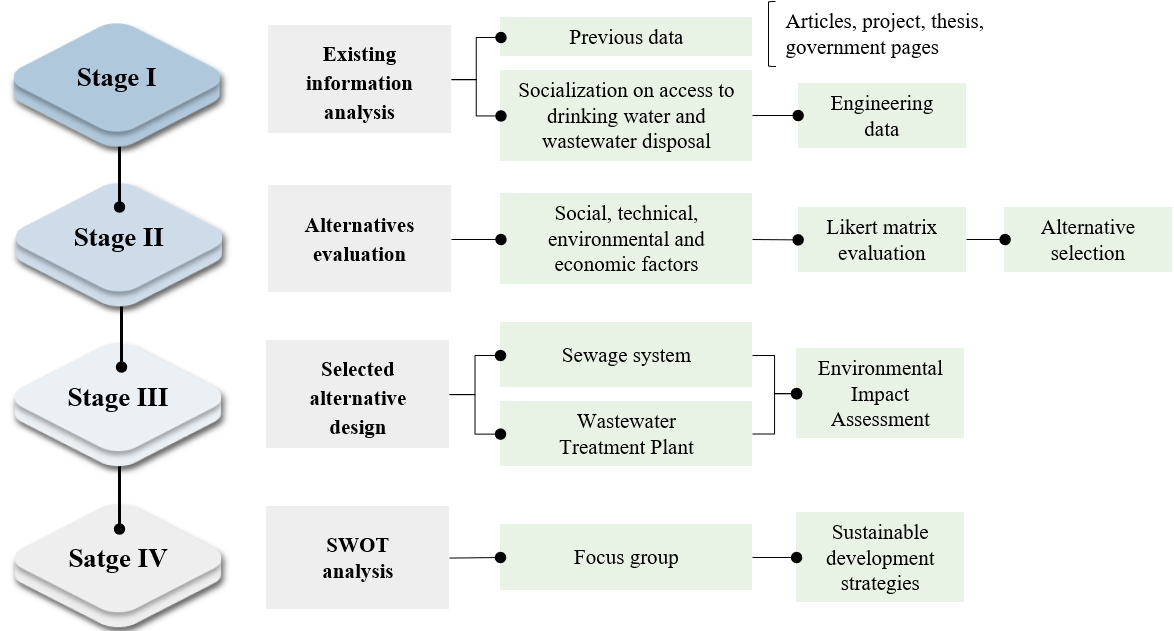 Stage I
Existing
information
analysis
Previous data
Articles, project, thesis,
government pages
Socialization on access to
drinking water and
wastewater disposal
Engineering
data
Stage II
Alternatives
evaluation
Social, technical,
environmental and
economic factors
Likert matrix
evaluation
Alternative
selection
Stage III
Selected
alternative
design
Sewage system
Wastewater
Treatment Plant
Environmental
Impact
Assessment
Satge IV
SWOT
analysis
Focus group
Sustainable
development
strategies